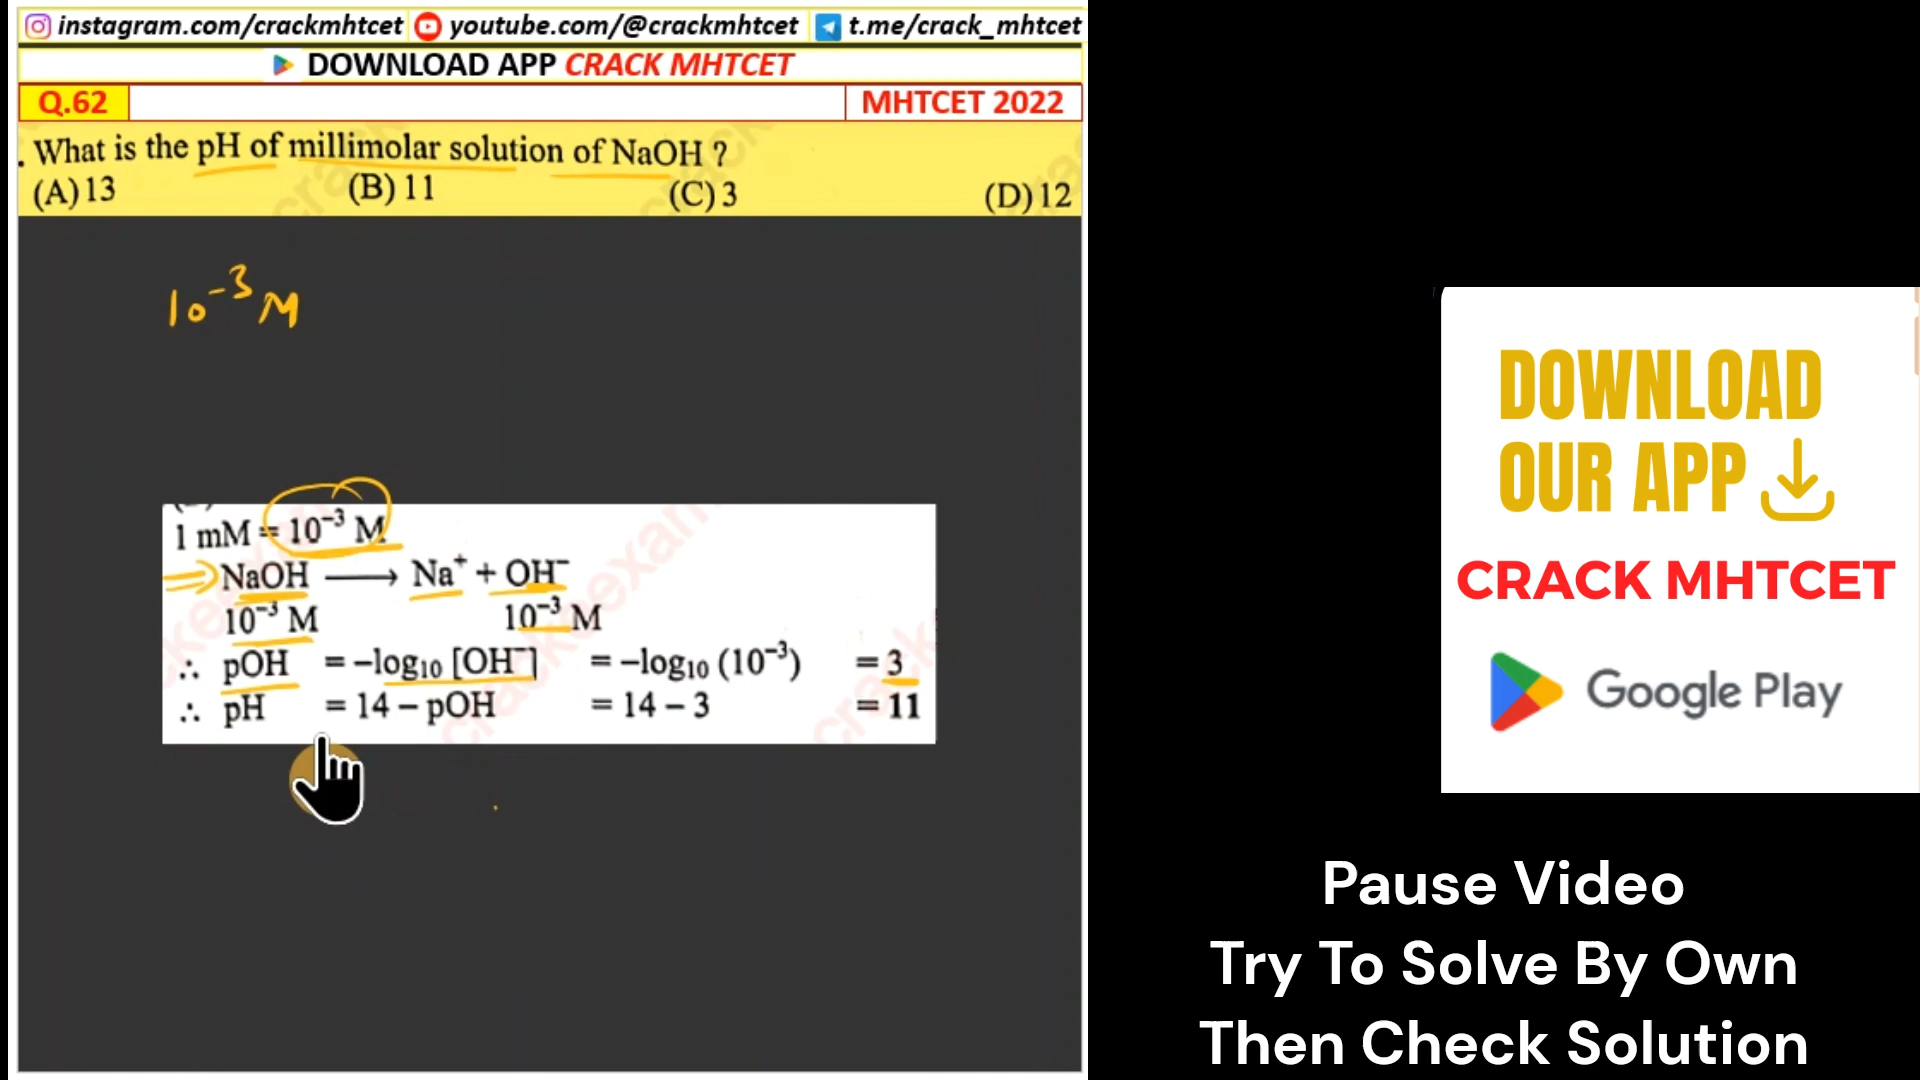 instagram.com/crackmhtcet youtube.com/@crackmhtcet t.me/crack_mhtcet
DOWNLOAD APP CRACK MHTCET
Q.62 MHTCET 2022
. What is the pH of millimolar solution of NaOH ?
(A) 13 (B) 11 (C) 3 (D) 12
10⁻³ M
1 mM = 10⁻³ M
⇒ NaOH ⟶ Na⁺ + OH⁻
10⁻³ M 10⁻³ M
∴ pOH = –log₁₀ [OH⁻] = –log₁₀ (10⁻³) = 3
∴ pH = 14 – pOH = 14 – 3 = 11
DOWNLOAD
OUR APP
CRACK MHTCET
Google Play
Pause Video
Try To Solve By Own
Then Check Solution